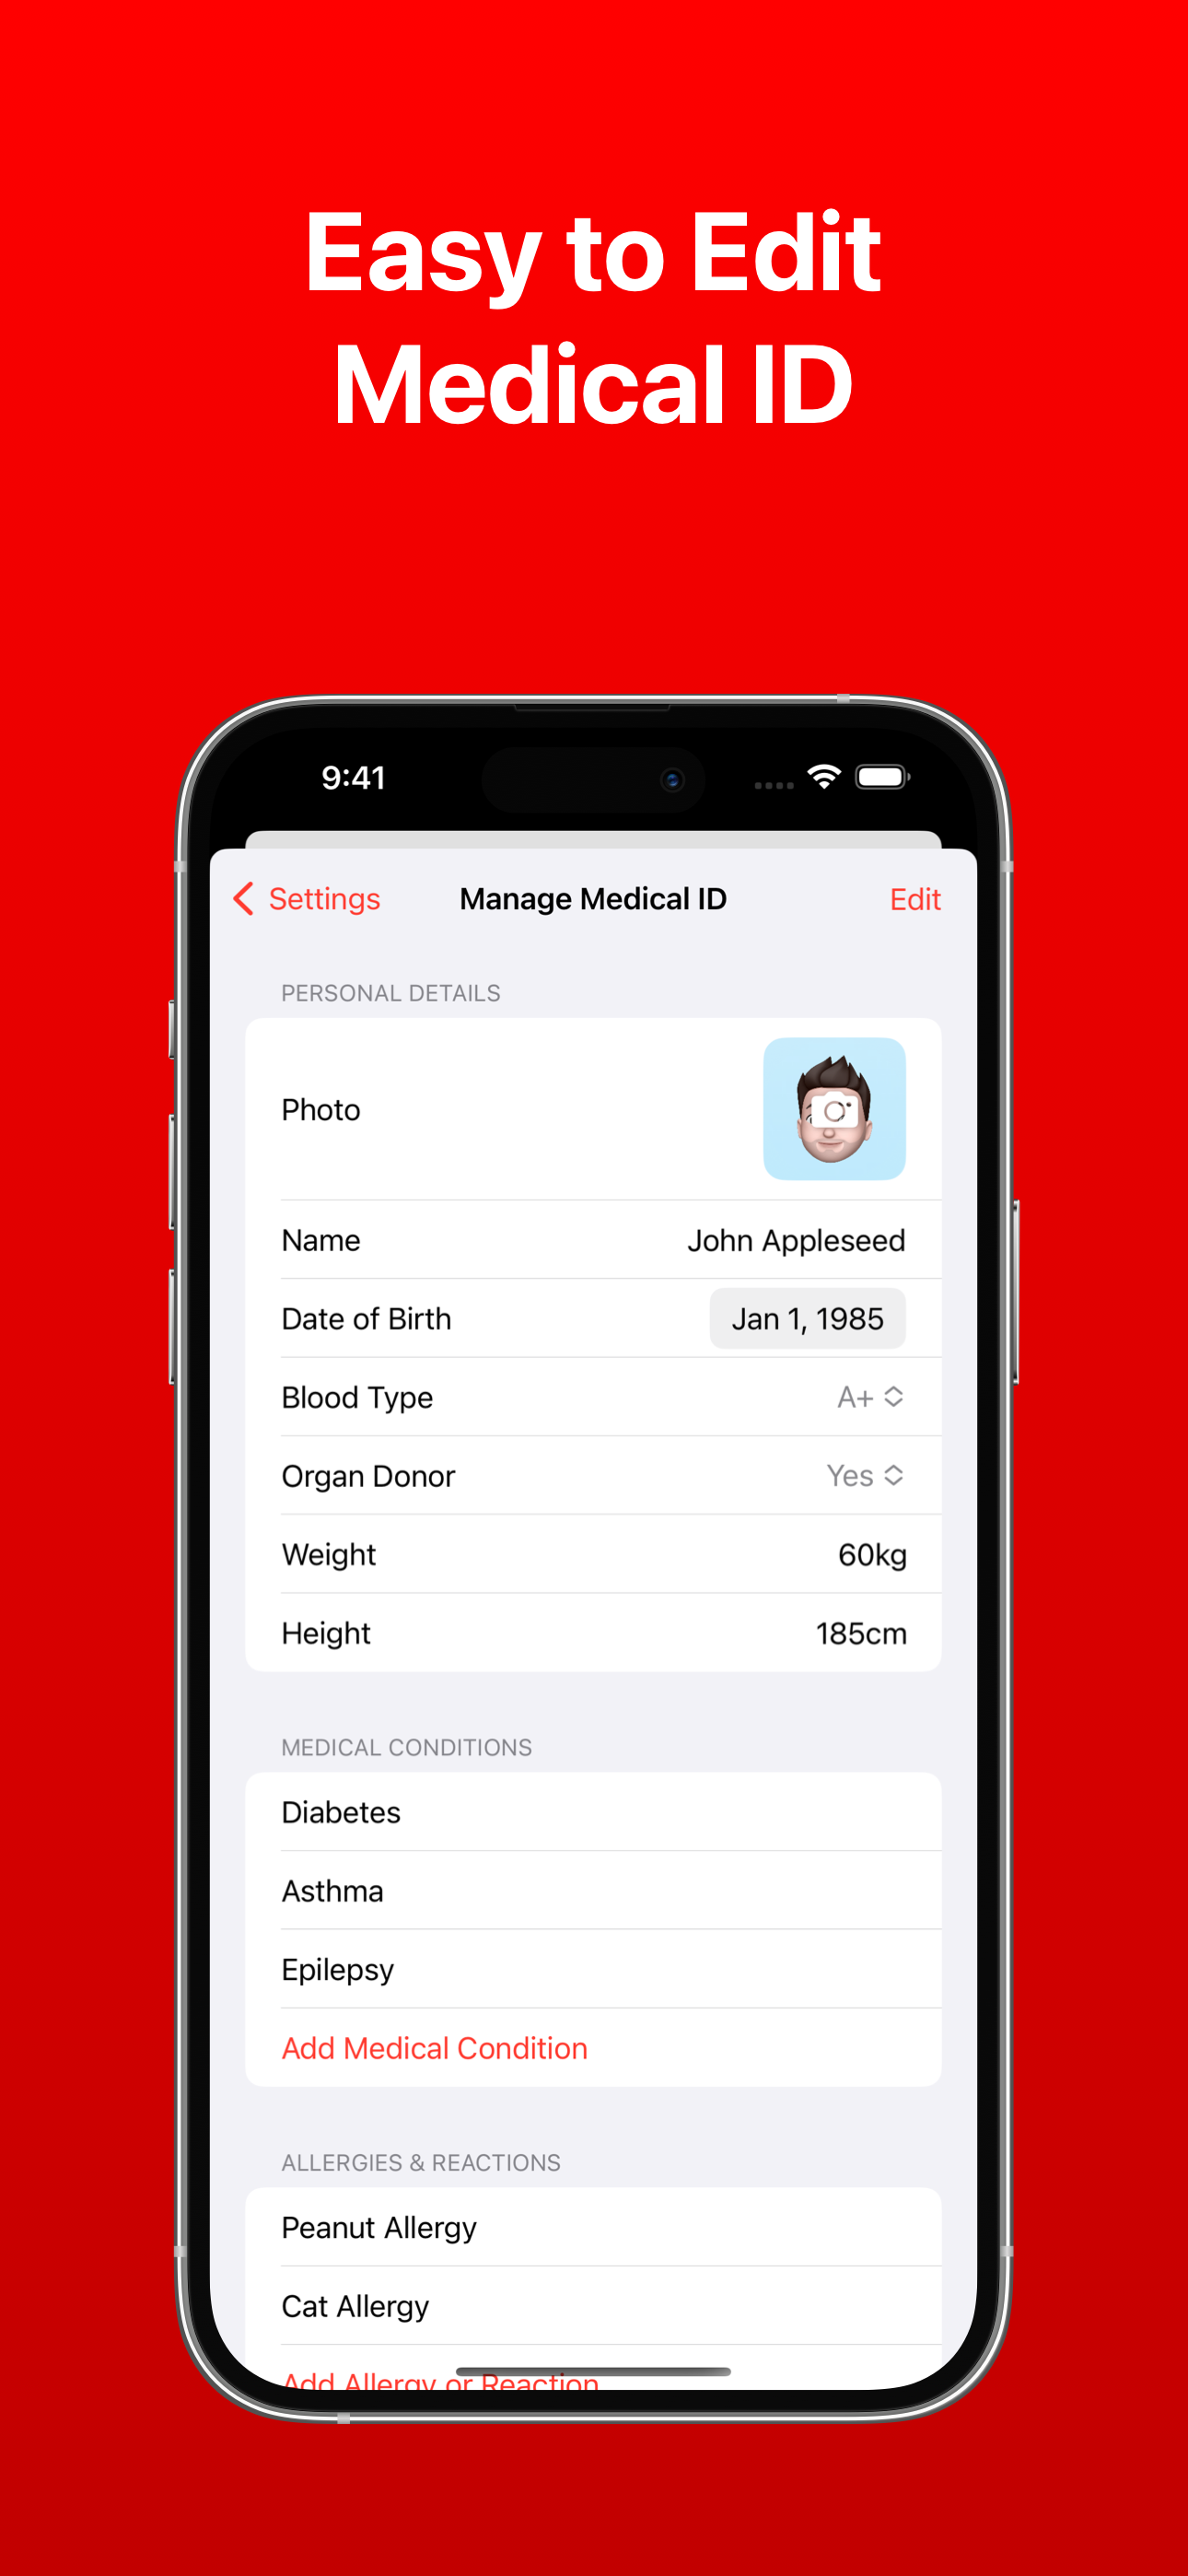 Easy to Edit
Medical ID
9:41
Settings
Manage Medical ID
Edit
PERSONAL DETAILS
Photo
Name
John Appleseed
Date of Birth
Jan 1, 1985
Blood Type
A+
Organ Donor
Yes
Weight
60kg
Height
185cm
MEDICAL CONDITIONS
Diabetes
Asthma
Epilepsy
Add Medical Condition
ALLERGIES & REACTIONS
Peanut Allergy
Cat Allergy
Add Allergy or Reaction